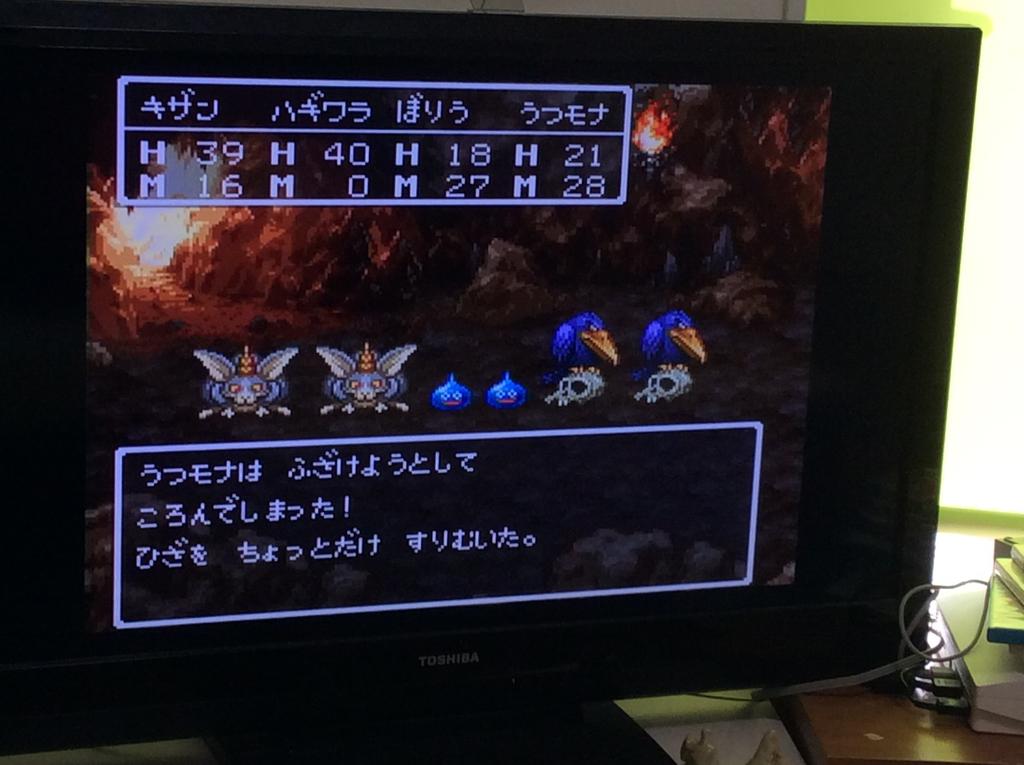 キザン ハギワラ ぼりう うつモナ
H 39 H 40 H 18 H 21
M 16 M 0 M 27 M 28
うつモナは ふざけようとして
ころんでしまった！
ひざを ちょっとだけ すりむいた。
TOSHIBA